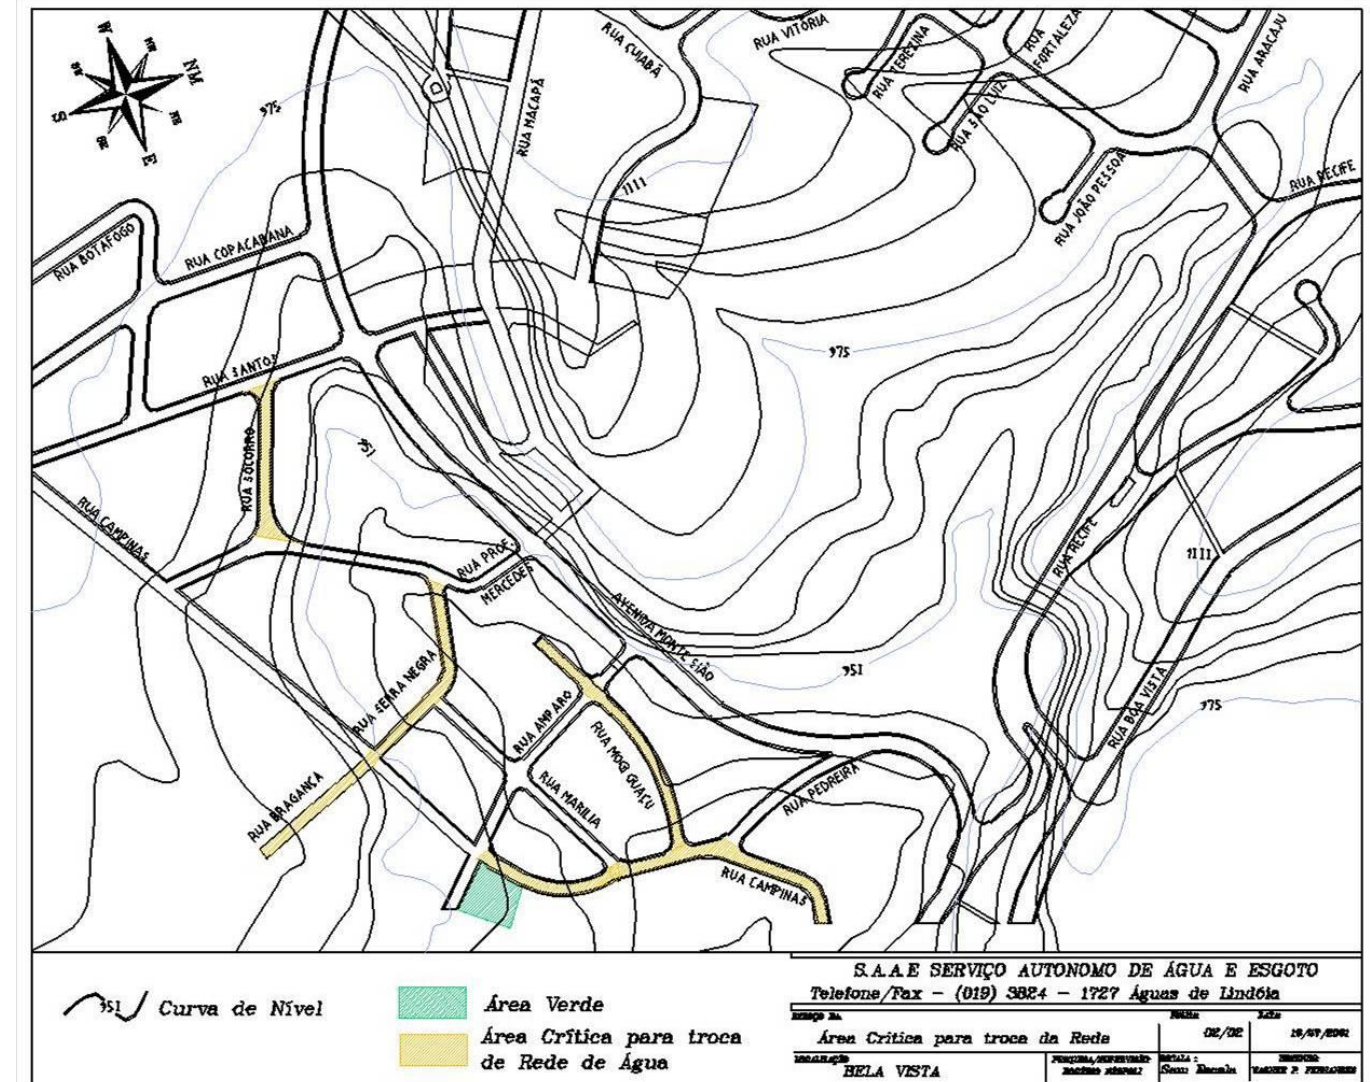 RUA CUIABÁ
RUA VITÓRIA
RUA TEREZINA
RUA FORTALEZA
RUA ARACAJU
RUA SÃO LUIZ
RUA MACAPÁ
RUA JOÃO PESSOA
RUA RECIFE
N
NM
S
E
975
RUA BOTAFOGO
RUA COPACABANA
975
RUA SANTOS
RUA SOCORRO
951
RUA CAMPINAS
RUA PROF. MERCEDES
AVENIDA MONTE SIÃO
RUA RECIFE
951
RUA BOA VISTA
975
RUA SERRA NEGRA
RUA AMPARO
RUA MOGI GUAÇU
RUA MARILIA
RUA PEDREIRA
RUA BRAGANÇA
RUA CAMPINAS
951 Curva de Nível
Área Verde
Área Crítica para troca
de Rede de Água
S.A.A.E SERVIÇO AUTONOMO DE ÁGUA E ESGOTO
Telefone/Fax - (019) 3824 - 1727 Águas de Lindóia
Área Crítica para troca da Rede
02/02
BELA VISTA
Sem Escala